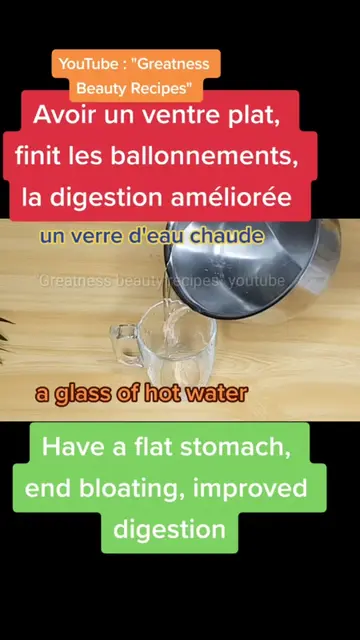 YouTube : "Greatness
Beauty Recipes"
Avoir un ventre plat,
finit les ballonnements,
la digestion améliorée
un verre d'eau chaude
Greatness beauty recipes: youtube
a glass of hot water
Have a flat stomach,
end bloating, improved
digestion